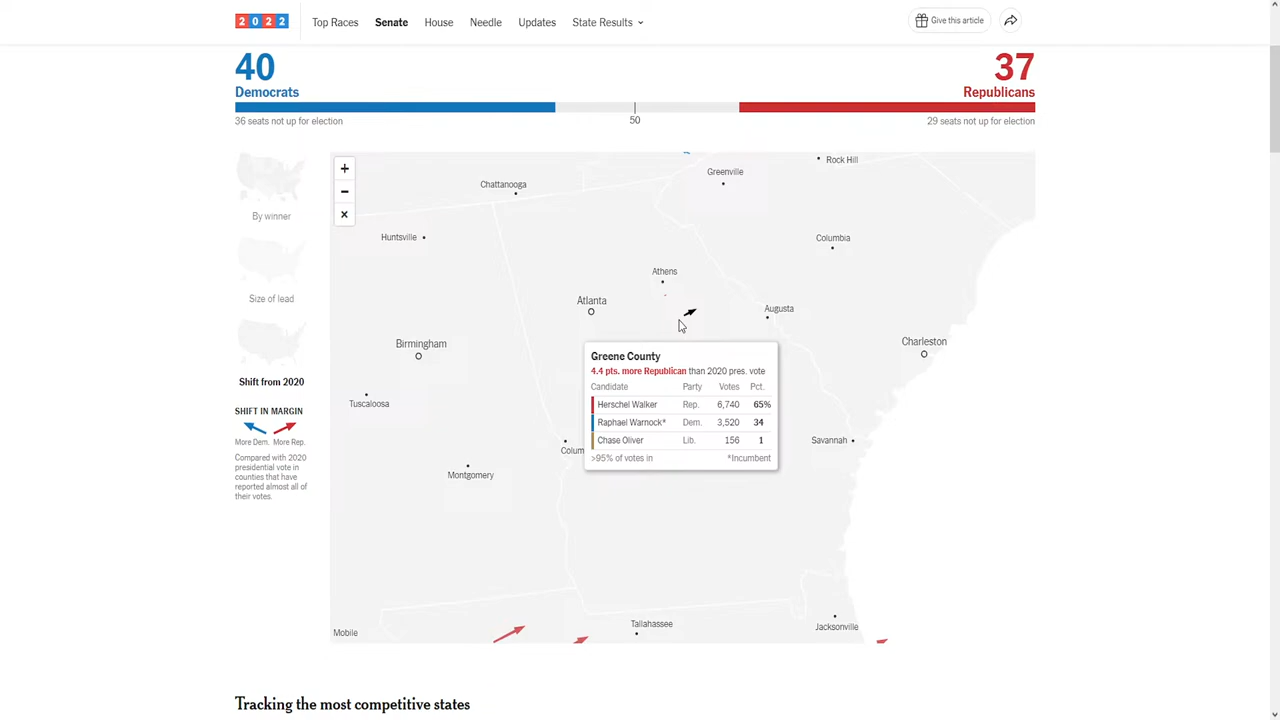 2022
Top Races Senate House Needle Updates State Results
Give this article
40
Democrats
37
Republicans
36 seats not up for election
50
29 seats not up for election
By winner
Size of lead
Shift from 2020
SHIFT IN MARGIN
More Dem. More Rep.
Compared with 2020
presidential vote in
counties that have
reported almost all of
their votes.
+
−
×
Rock Hill
Greenville
Chattanooga
Huntsville
Columbia
Athens
Atlanta
Augusta
Birmingham
Charleston
Tuscaloosa
Savannah
Colum
Montgomery
Mobile
Tallahassee
Jacksonville
Greene County
4.4 pts. more Republican than 2020 pres. vote
Candidate Party Votes Pct.
Herschel Walker Rep. 6,740 65%
Raphael Warnock* Dem. 3,520 34
Chase Oliver Lib. 156 1
>95% of votes in *Incumbent
Tracking the most competitive states